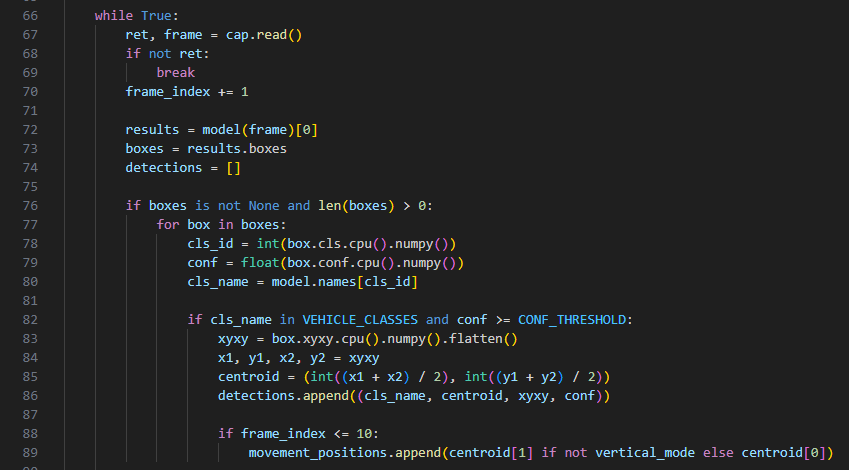 66 while True:
67 ret, frame = cap.read()
68 if not ret:
69 break
70 frame_index += 1
71
72 results = model(frame)[0]
73 boxes = results.boxes
74 detections = []
75
76 if boxes is not None and len(boxes) > 0:
77 for box in boxes:
78 cls_id = int(box.cls.cpu().numpy())
79 conf = float(box.conf.cpu().numpy())
80 cls_name = model.names[cls_id]
81
82 if cls_name in VEHICLE_CLASSES and conf >= CONF_THRESHOLD:
83 xyxy = box.xyxy.cpu().numpy().flatten()
84 x1, y1, x2, y2 = xyxy
85 centroid = (int((x1 + x2) / 2), int((y1 + y2) / 2))
86 detections.append((cls_name, centroid, xyxy, conf))
87
88 if frame_index <= 10:
89 movement_positions.append(centroid[1] if not vertical_mode else centroid[0])